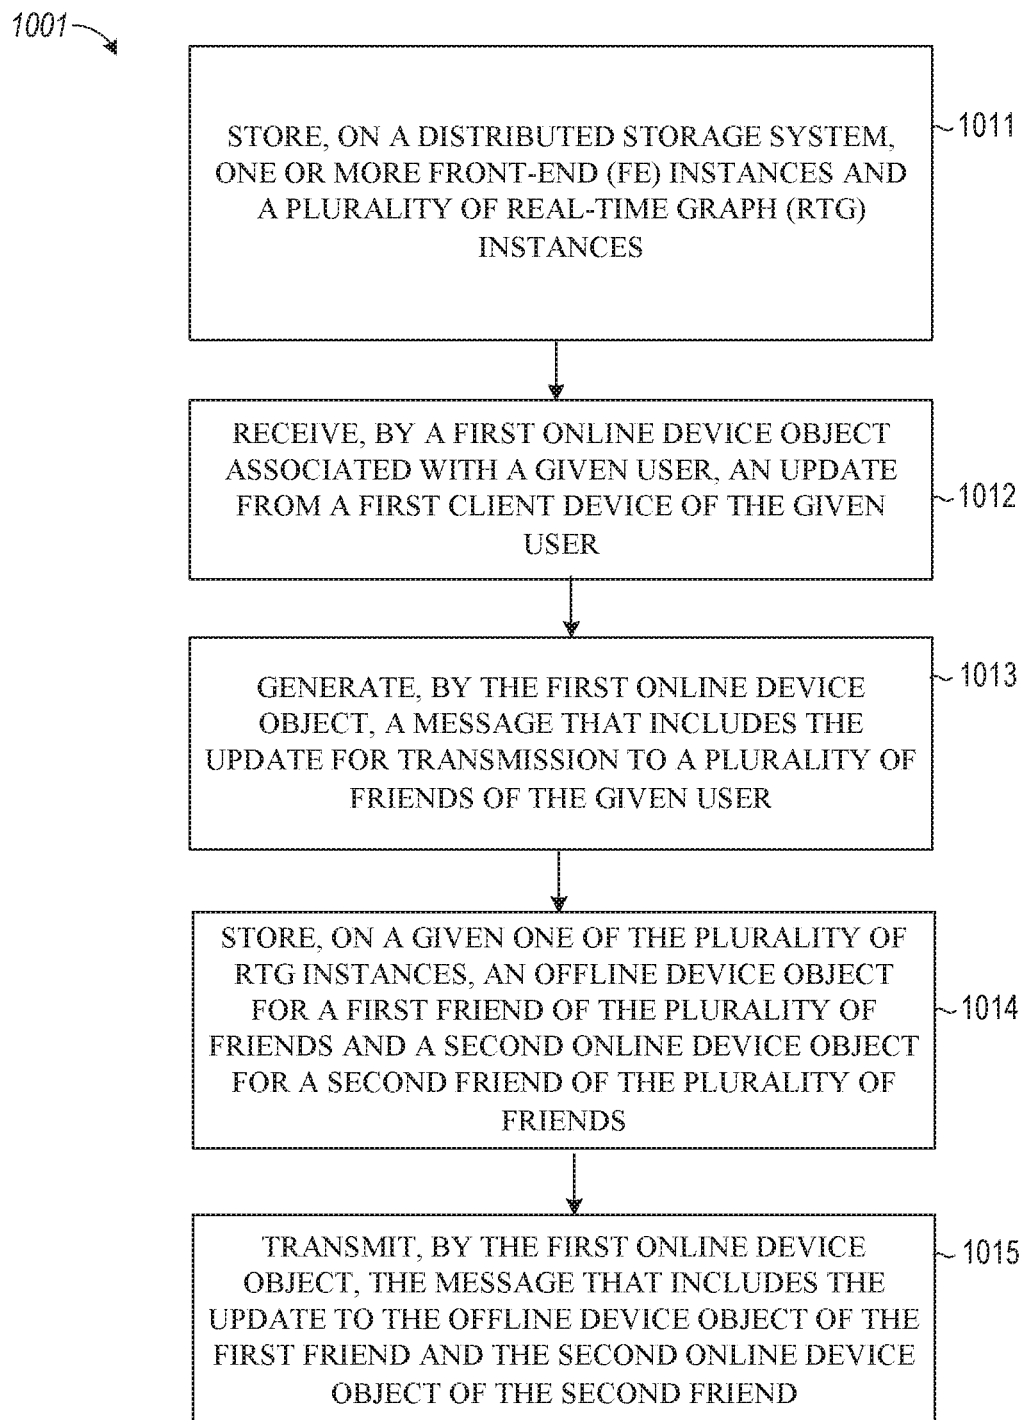 1001
STORE, ON A DISTRIBUTED STORAGE SYSTEM,
ONE OR MORE FRONT-END (FE) INSTANCES AND
A PLURALITY OF REAL-TIME GRAPH (RTG)
INSTANCES
1011
RECEIVE, BY A FIRST ONLINE DEVICE OBJECT
ASSOCIATED WITH A GIVEN USER, AN UPDATE
FROM A FIRST CLIENT DEVICE OF THE GIVEN
USER
1012
GENERATE, BY THE FIRST ONLINE DEVICE
OBJECT, A MESSAGE THAT INCLUDES THE
UPDATE FOR TRANSMISSION TO A PLURALITY OF
FRIENDS OF THE GIVEN USER
1013
STORE, ON A GIVEN ONE OF THE PLURALITY OF
RTG INSTANCES, AN OFFLINE DEVICE OBJECT
FOR A FIRST FRIEND OF THE PLURALITY OF
FRIENDS AND A SECOND ONLINE DEVICE OBJECT
FOR A SECOND FRIEND OF THE PLURALITY OF
FRIENDS
1014
TRANSMIT, BY THE FIRST ONLINE DEVICE
OBJECT, THE MESSAGE THAT INCLUDES THE
UPDATE TO THE OFFLINE DEVICE OBJECT OF THE
FIRST FRIEND AND THE SECOND ONLINE DEVICE
OBJECT OF THE SECOND FRIEND
1015